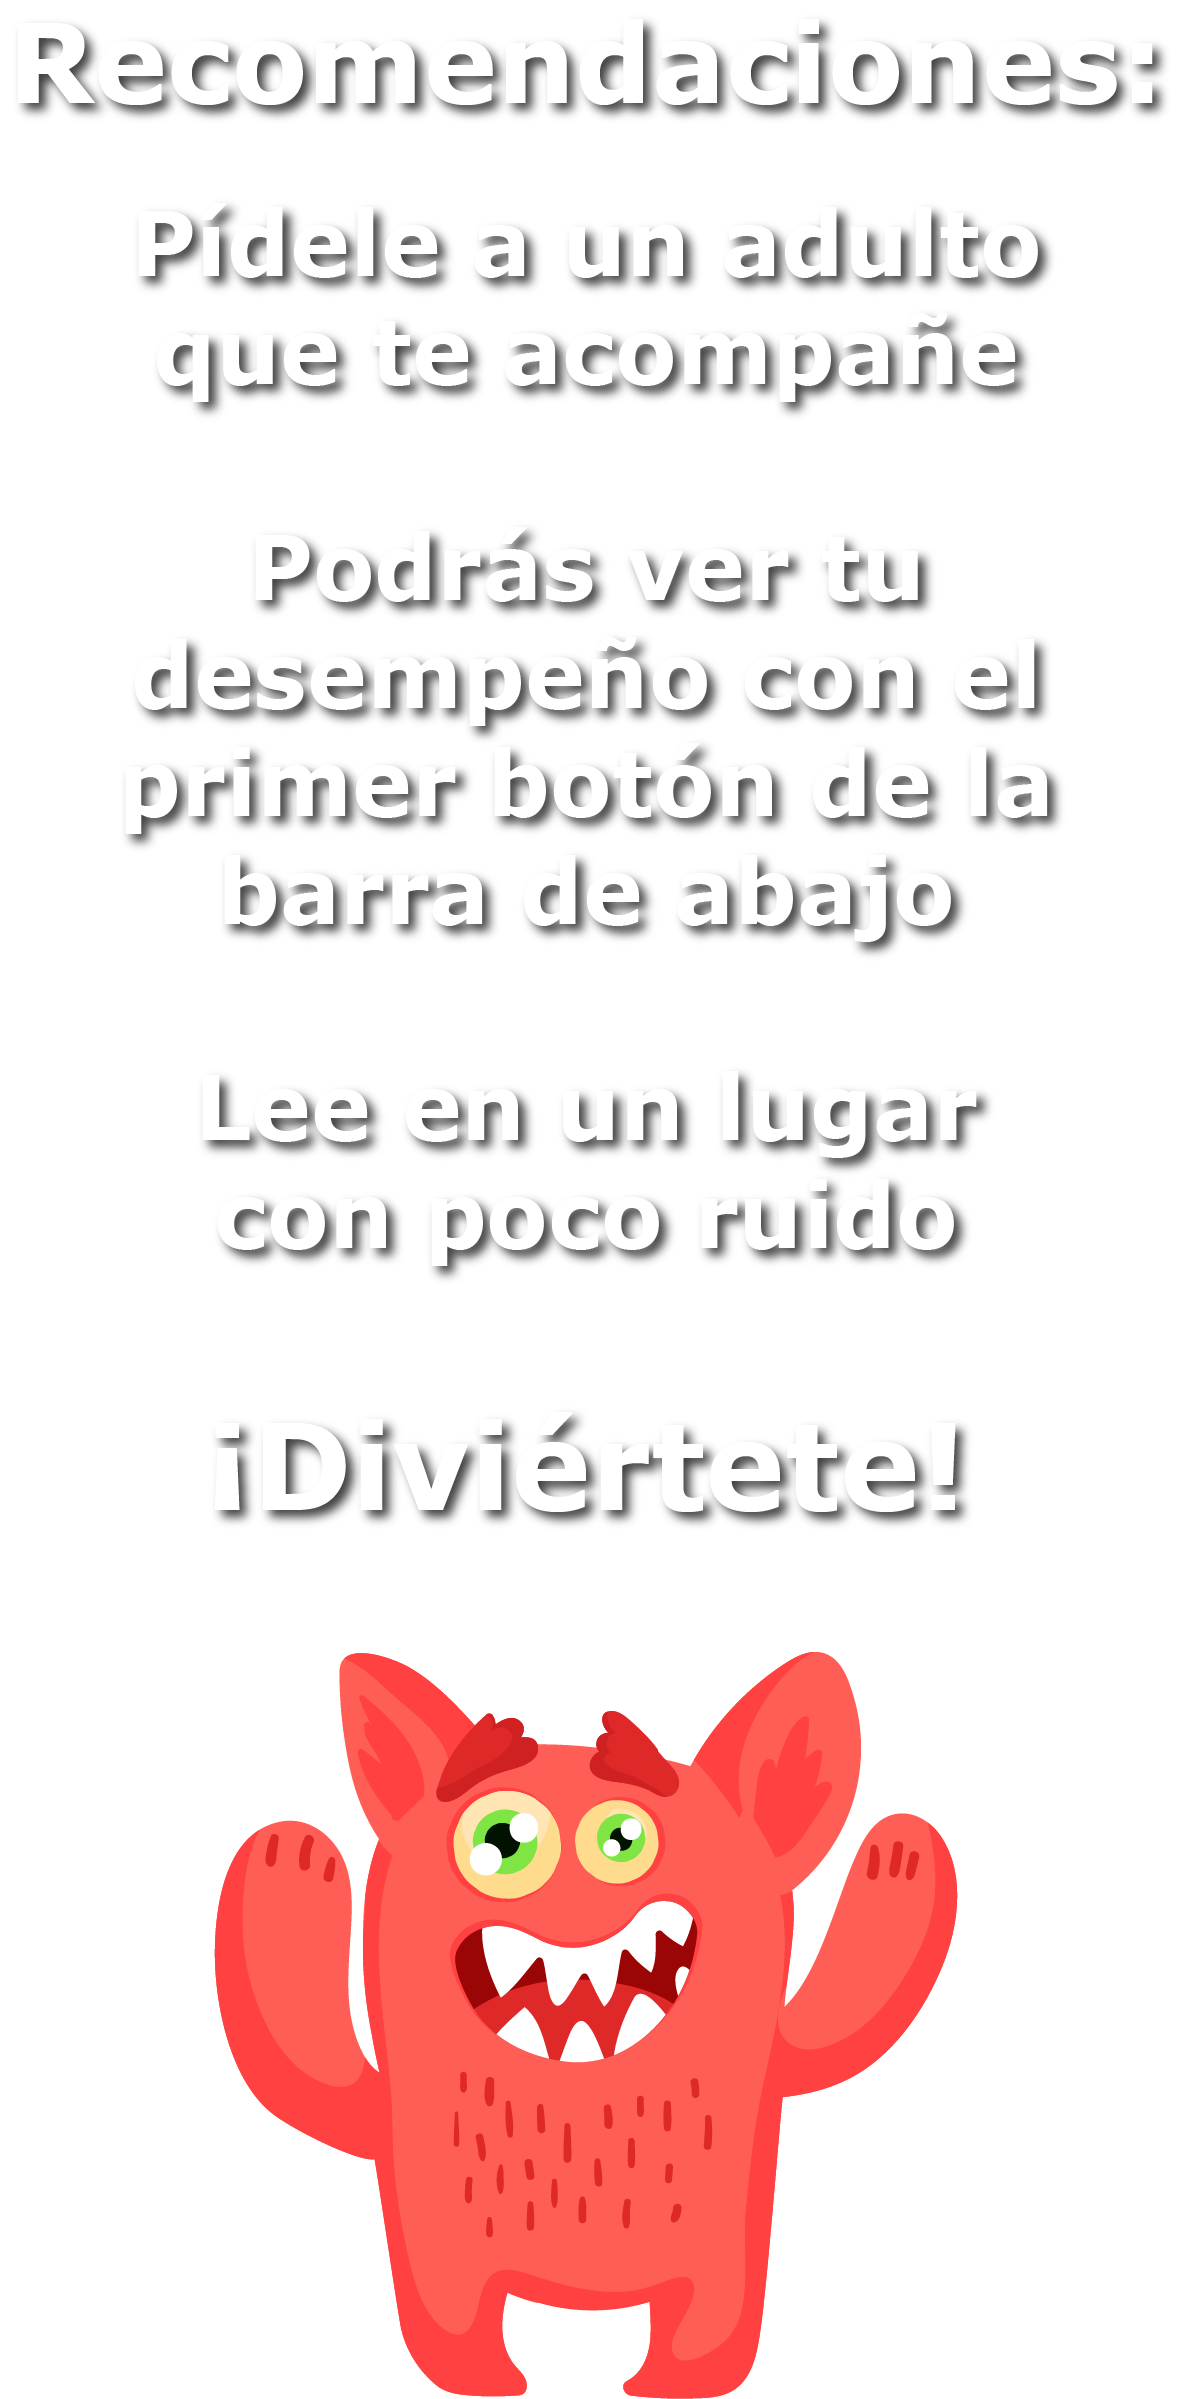 Recomendaciones:
Pídele a un adulto
que te acompañe
Podrás ver tu
desempeño con el
primer botón de la
barra de abajo
Lee en un lugar
con poco ruido
¡Diviértete!